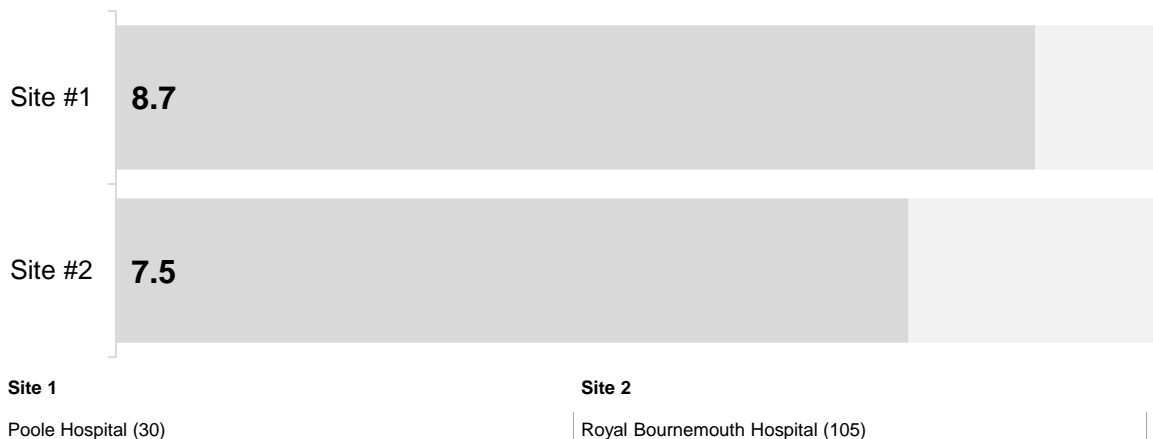 Site #1 8.7
Site #2 7.5
Site 1 Site 2
Poole Hospital (30) Royal Bournemouth Hospital (105)